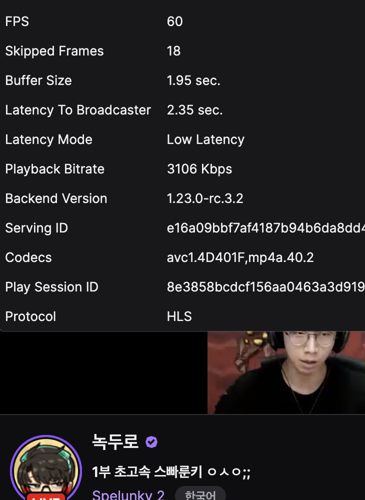 FPS 60
Skipped Frames 18
Buffer Size 1.95 sec.
Latency To Broadcaster 2.35 sec.
Latency Mode Low Latency
Playback Bitrate 3106 Kbps
Backend Version 1.23.0-rc.3.2
Serving ID e16a09bbf7af4187b94b6da8dd4
Codecs avc1.4D401F,mp4a.40.2
Play Session ID 8e3858bcdcf156aa0463a3d919
Protocol HLS
녹두로
1부 초고속 스빠룬키 ㅇㅅㅇ;;
Spelunky 2 한국어